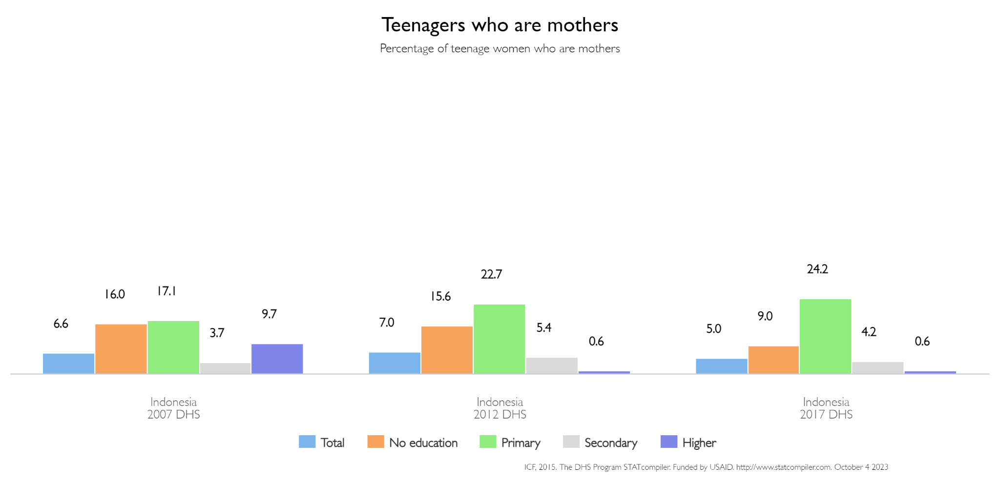 Teenagers who are mothers
Percentage of teenage women who are mothers
6.6
16.0
17.1
3.7
9.7
7.0
15.6
22.7
5.4
0.6
5.0
9.0
24.2
4.2
0.6
Indonesia
2007 DHS
Indonesia
2012 DHS
Indonesia
2017 DHS
Total
No education
Primary
Secondary
Higher
ICF, 2015. The DHS Program STATcompiler. Funded by USAID. http://www.statcompiler.com. October 4 2023